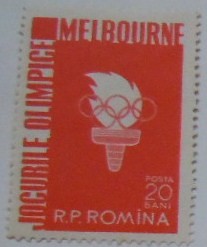 JOCURILE OLIMPICE
MELBOURNE
POSTA
20
BANI
R.P. ROMINA